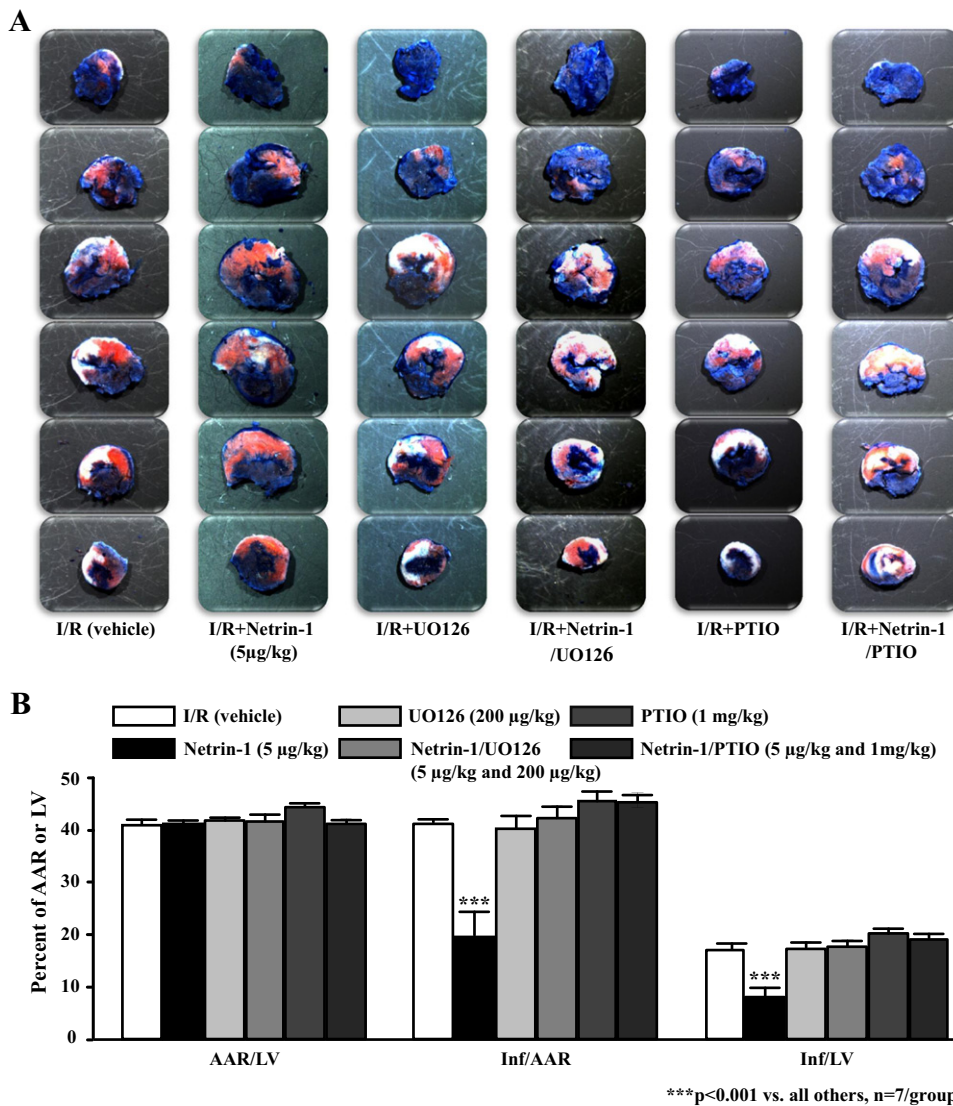 A
I/R (vehicle)
I/R+Netrin-1
(5µg/kg)
I/R+UO126
I/R+Netrin-1
/UO126
I/R+PTIO
I/R+Netrin-1
/PTIO
B
I/R (vehicle)
UO126 (200 µg/kg)
PTIO (1 mg/kg)
Netrin-1 (5 µg/kg)
Netrin-1/UO126
(5 µg/kg and 200 µg/kg)
Netrin-1/PTIO (5 µg/kg and 1mg/kg)
Percent of AAR or LV
50
40
30
20
10
0
***
***
AAR/LV
Inf/AAR
Inf/LV
***p<0.001 vs. all others, n=7/group